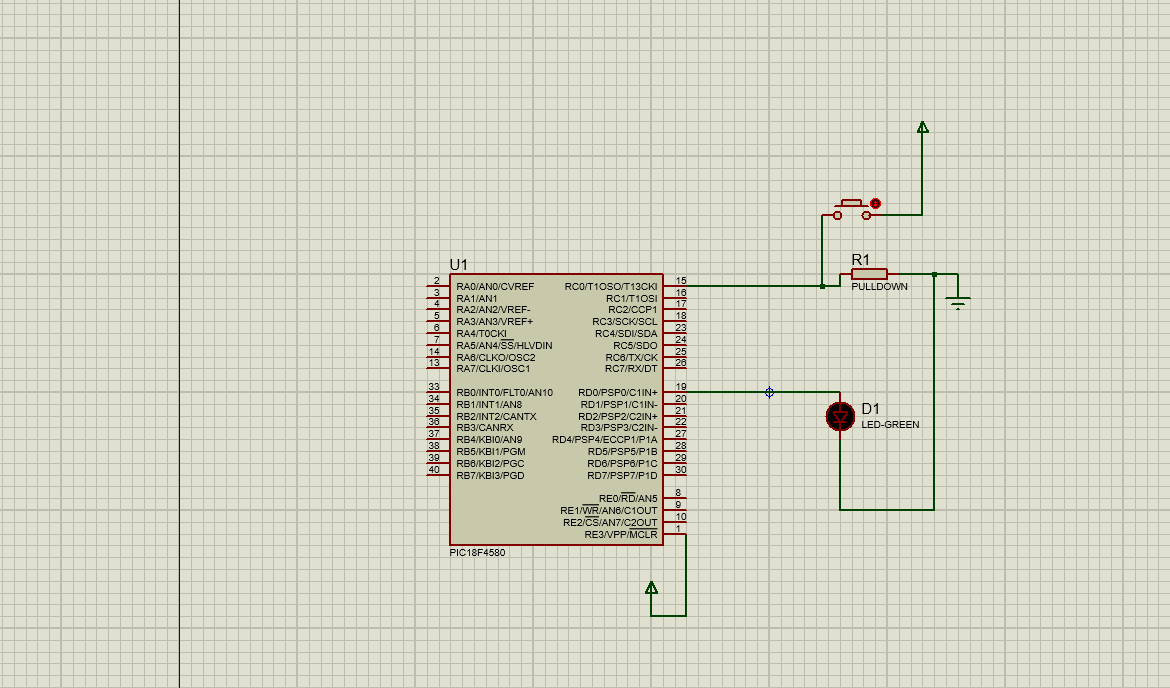 U1
2 RA0/AN0/CVREF RC0/T1OSO/T13CKI 15
3 RA1/AN1 RC1/T1OSI 16
4 RA2/AN2/VREF- RC2/CCP1 17
5 RA3/AN3/VREF+ RC3/SCK/SCL 18
6 RA4/T0CKI RC4/SDI/SDA 23
7 RA5/AN4/SS/HLVDIN RC5/SDO 24
14 RA6/CLKO/OSC2 RC6/TX/CK 25
13 RA7/CLKI/OSC1 RC7/RX/DT 26
33 RB0/INT0/FLT0/AN10 RD0/PSP0/C1IN+ 19
34 RB1/INT1/AN8 RD1/PSP1/C1IN- 20
35 RB2/INT2/CANTX RD2/PSP2/C2IN+ 21
36 RB3/CANRX RD3/PSP3/C2IN- 22
37 RB4/KBI0/AN9 RD4/PSP4/ECCP1/P1A 27
38 RB5/KBI1/PGM RD5/PSP5/P1B 28
39 RB6/KBI2/PGC RD6/PSP6/P1C 29
40 RB7/KBI3/PGD RD7/PSP7/P1D 30
RE0/RD/AN5 8
RE1/WR/AN6/C1OUT 9
RE2/CS/AN7/C2OUT 10
RE3/VPP/MCLR 1
PIC18F4580
R1
PULLDOWN
D1
LED-GREEN